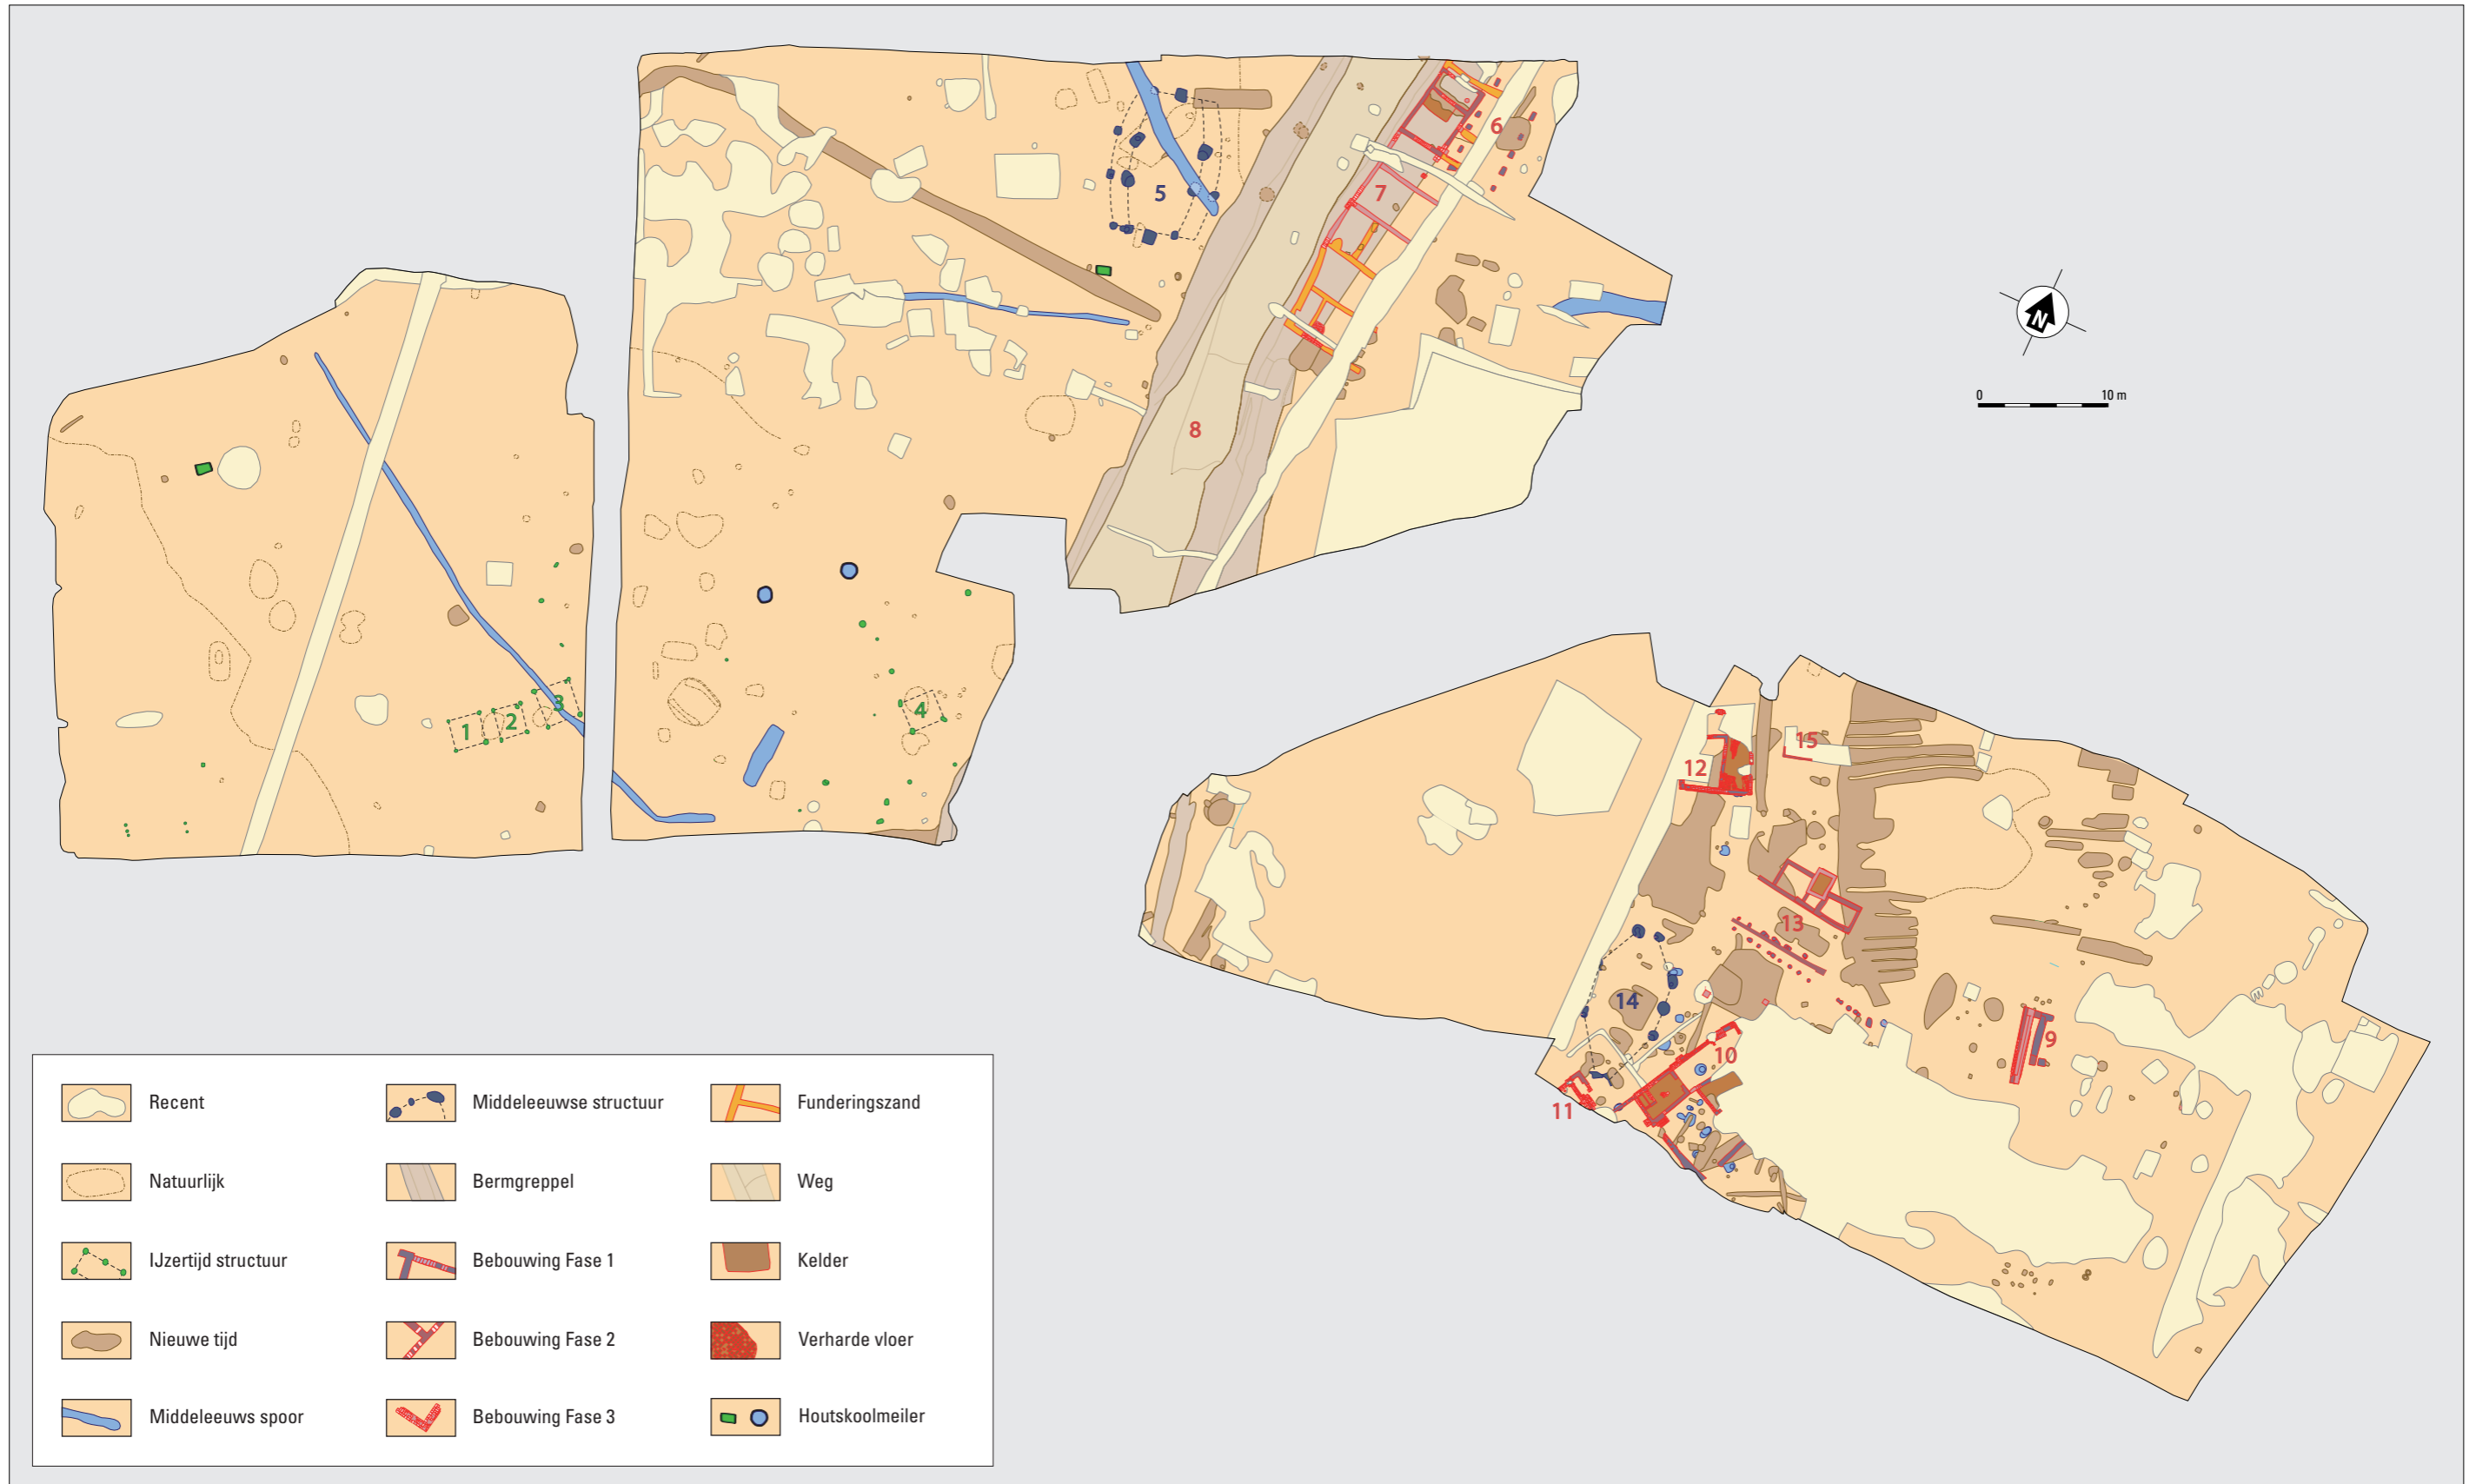 5
6
7
8
N
0 10 m
1
2
3
4
12
15
13
14
10
11
9
Recent
Natuurlijk
IJzertijd structuur
Nieuwe tijd
Middeleeuws spoor
Middeleeuwse structuur
Bermgreppel
Bebouwing Fase 1
Bebouwing Fase 2
Bebouwing Fase 3
Funderingszand
Weg
Kelder
Verharde vloer
Houtskoolmeiler